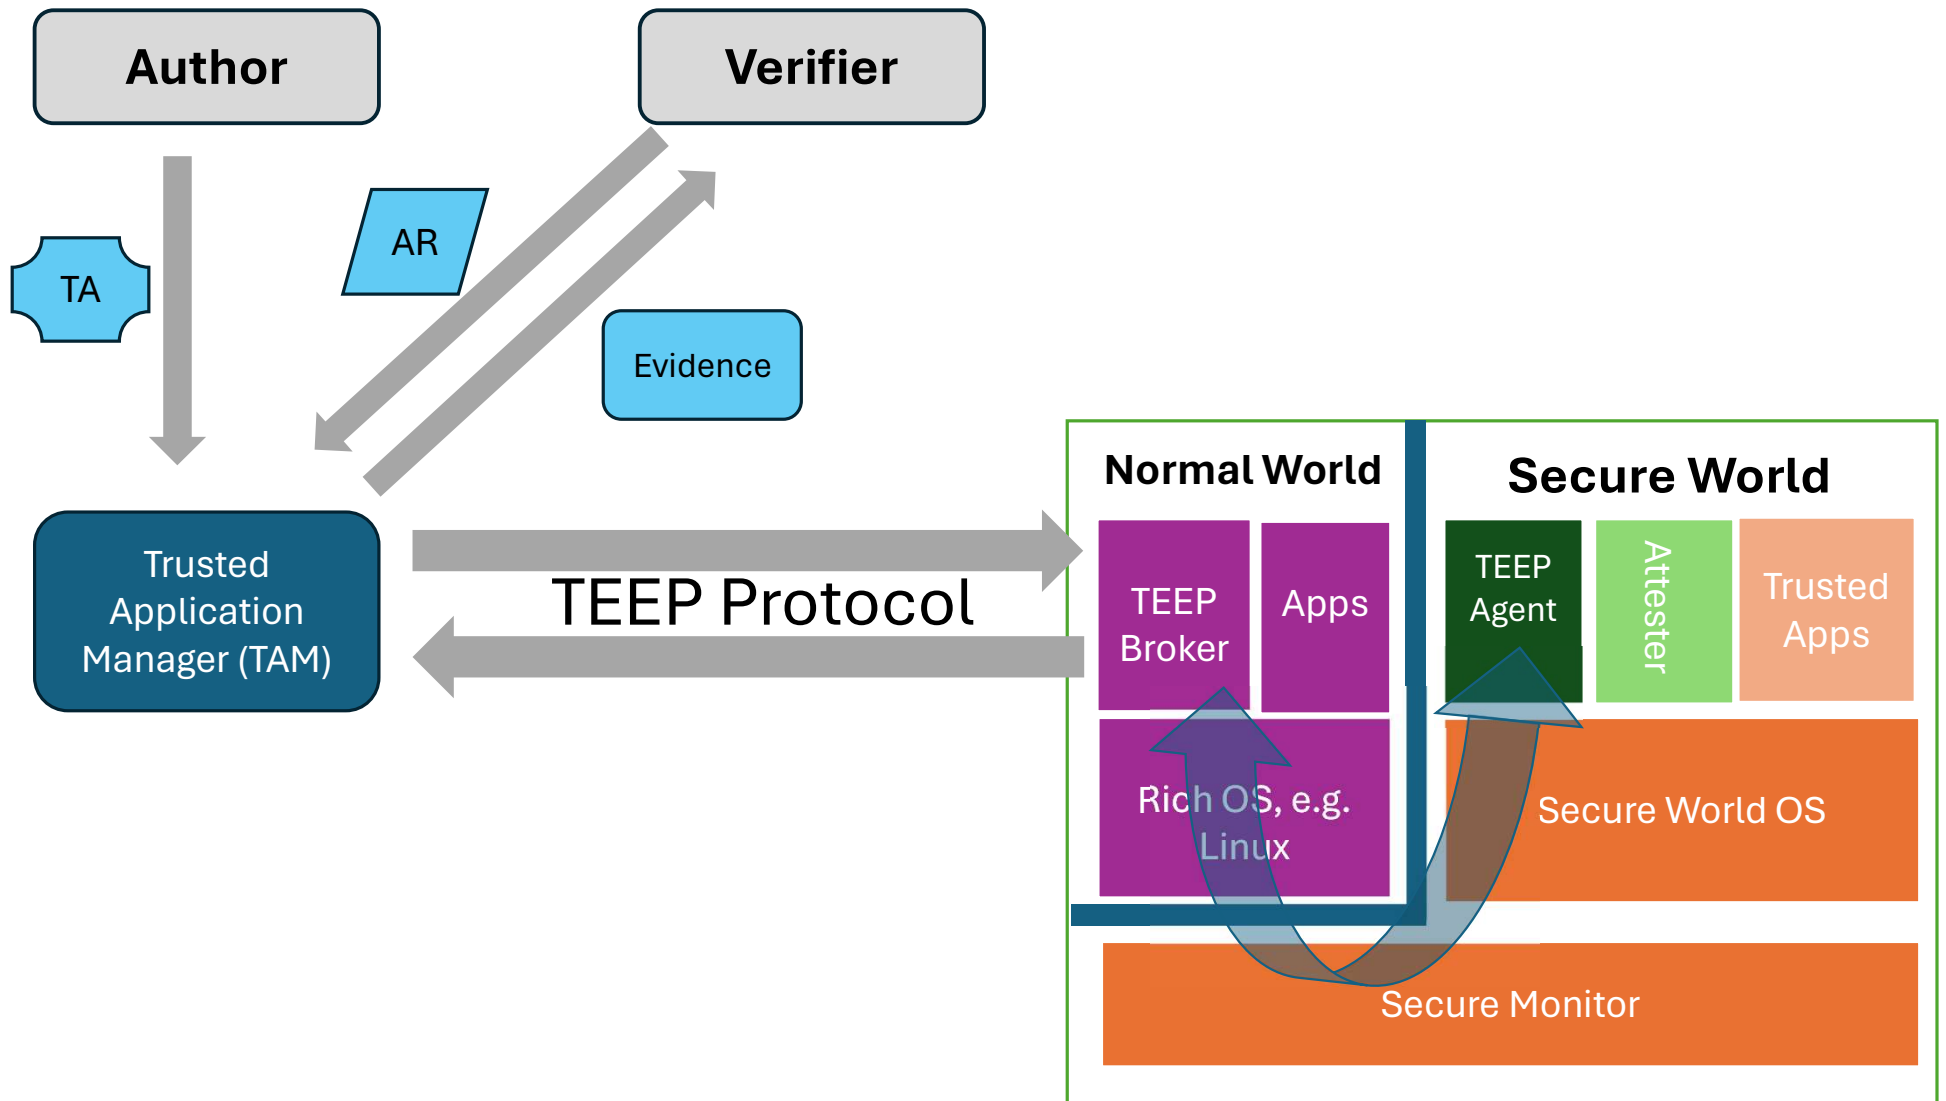 Author
Verifier
AR
TA
Evidence
Normal World
Secure World
Trusted
Application
Manager (TAM)
TEEP Protocol
TEEP
Broker
Apps
TEEP
Agent
Attester
Trusted
Apps
Rich OS, e.g.
Linux
Secure World OS
Secure Monitor